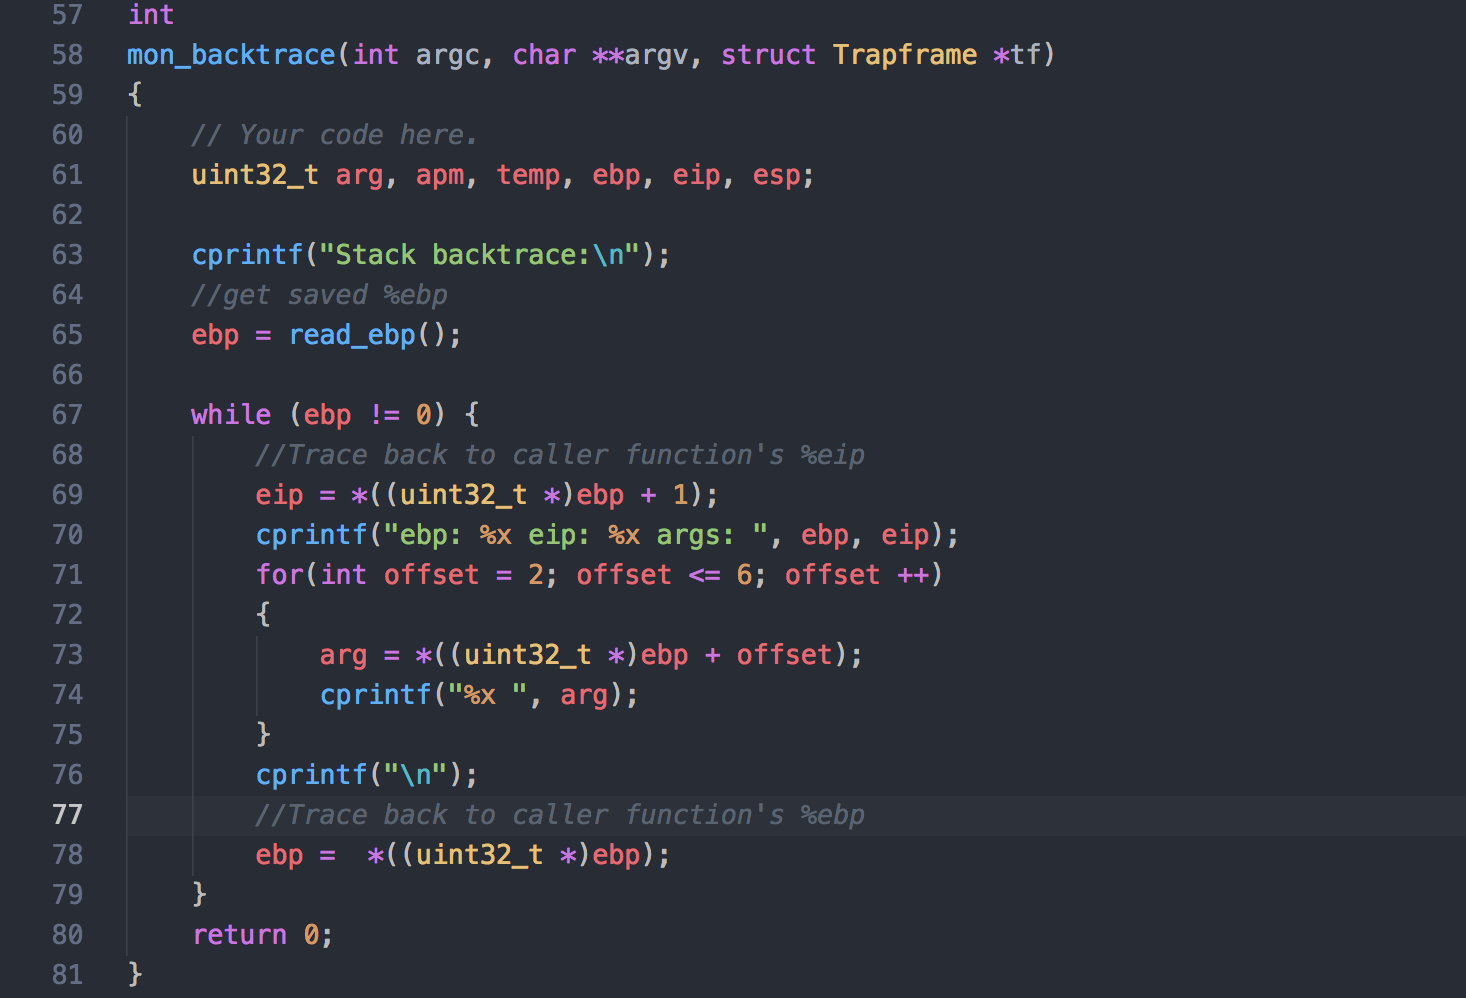 57 int
58 mon_backtrace(int argc, char **argv, struct Trapframe *tf)
59 {
60     // Your code here.
61     uint32_t arg, apm, temp, ebp, eip, esp;
62
63     cprintf("Stack backtrace:\n");
64     //get saved %ebp
65     ebp = read_ebp();
66
67     while (ebp != 0) {
68         //Trace back to caller function's %eip
69         eip = *((uint32_t *)ebp + 1);
70         cprintf("ebp: %x eip: %x args: ", ebp, eip);
71         for(int offset = 2; offset <= 6; offset ++)
72         {
73             arg = *((uint32_t *)ebp + offset);
74             cprintf("%x ", arg);
75         }
76         cprintf("\n");
77         //Trace back to caller function's %ebp
78         ebp =  *((uint32_t *)ebp);
79     }
80     return 0;
81 }